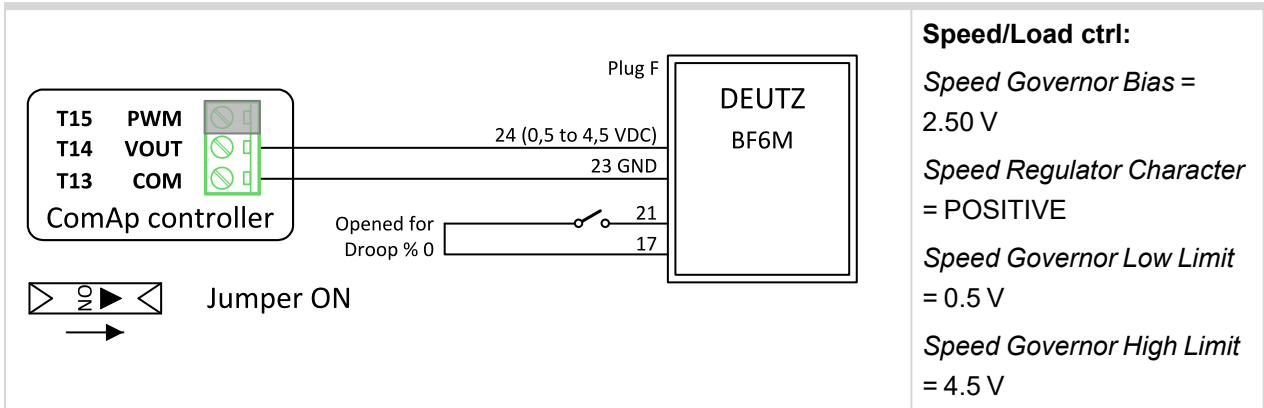 Plug F
DEUTZ
BF6M
T15 PWM
T14 VOUT
T13 COM
ComAp controller
24 (0,5 to 4,5 VDC)
23 GND
Opened for
Droop % 0
21
17
NO
Jumper ON
Speed/Load ctrl:
Speed Governor Bias =
2.50 V
Speed Regulator Character
= POSITIVE
Speed Governor Low Limit
= 0.5 V
Speed Governor High Limit
= 4.5 V